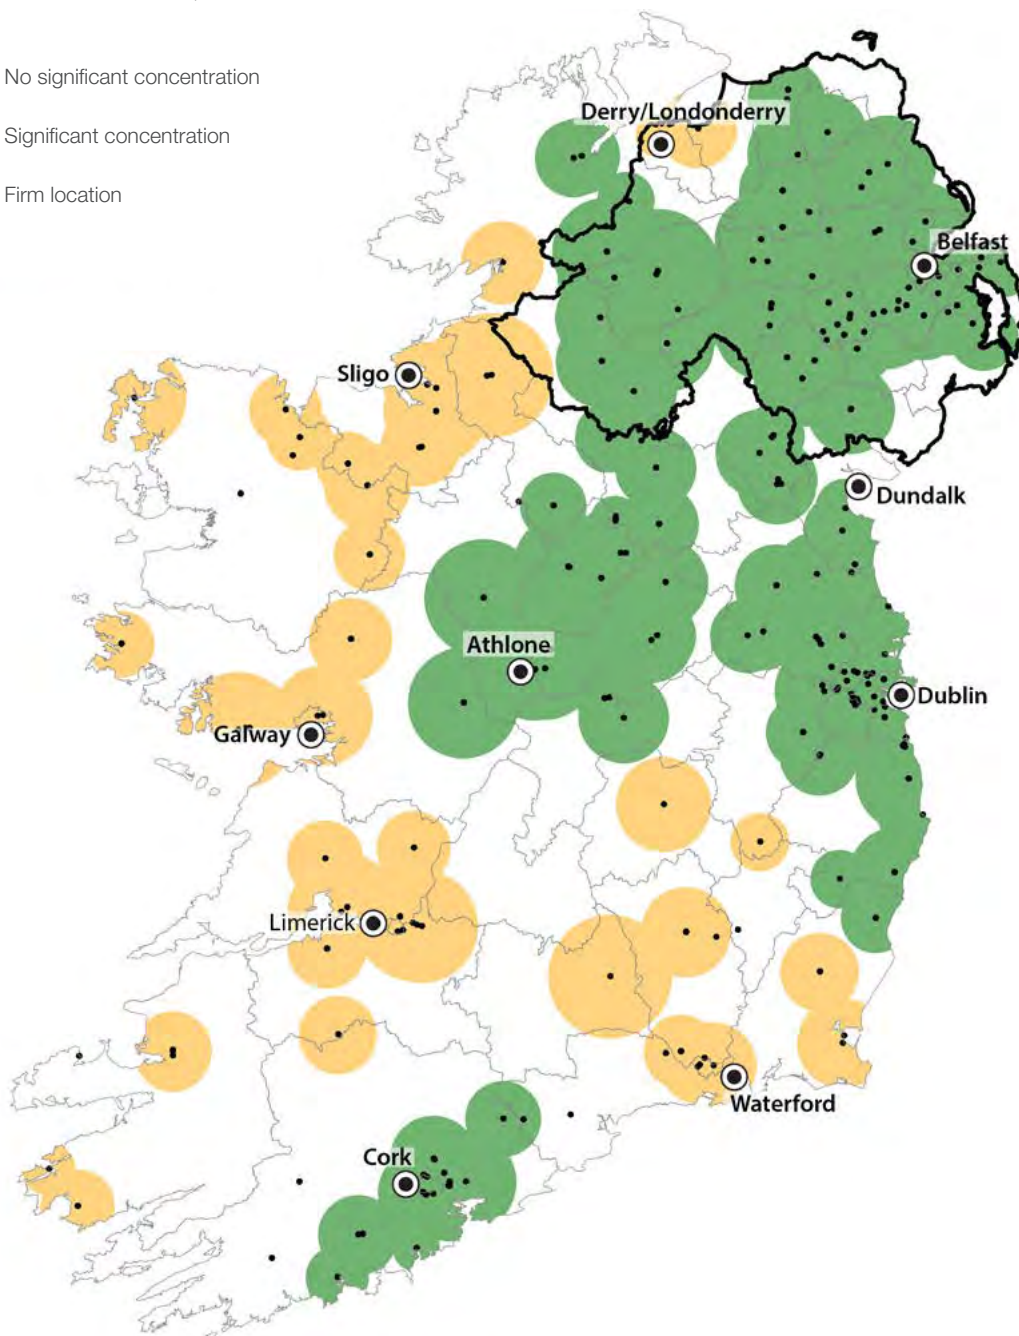 No significant concentration
Significant concentration
Firm location
Derry/Londonderry
Belfast
Sligo
Dundalk
Athlone
Dublin
Galway
Limerick
Waterford
Cork